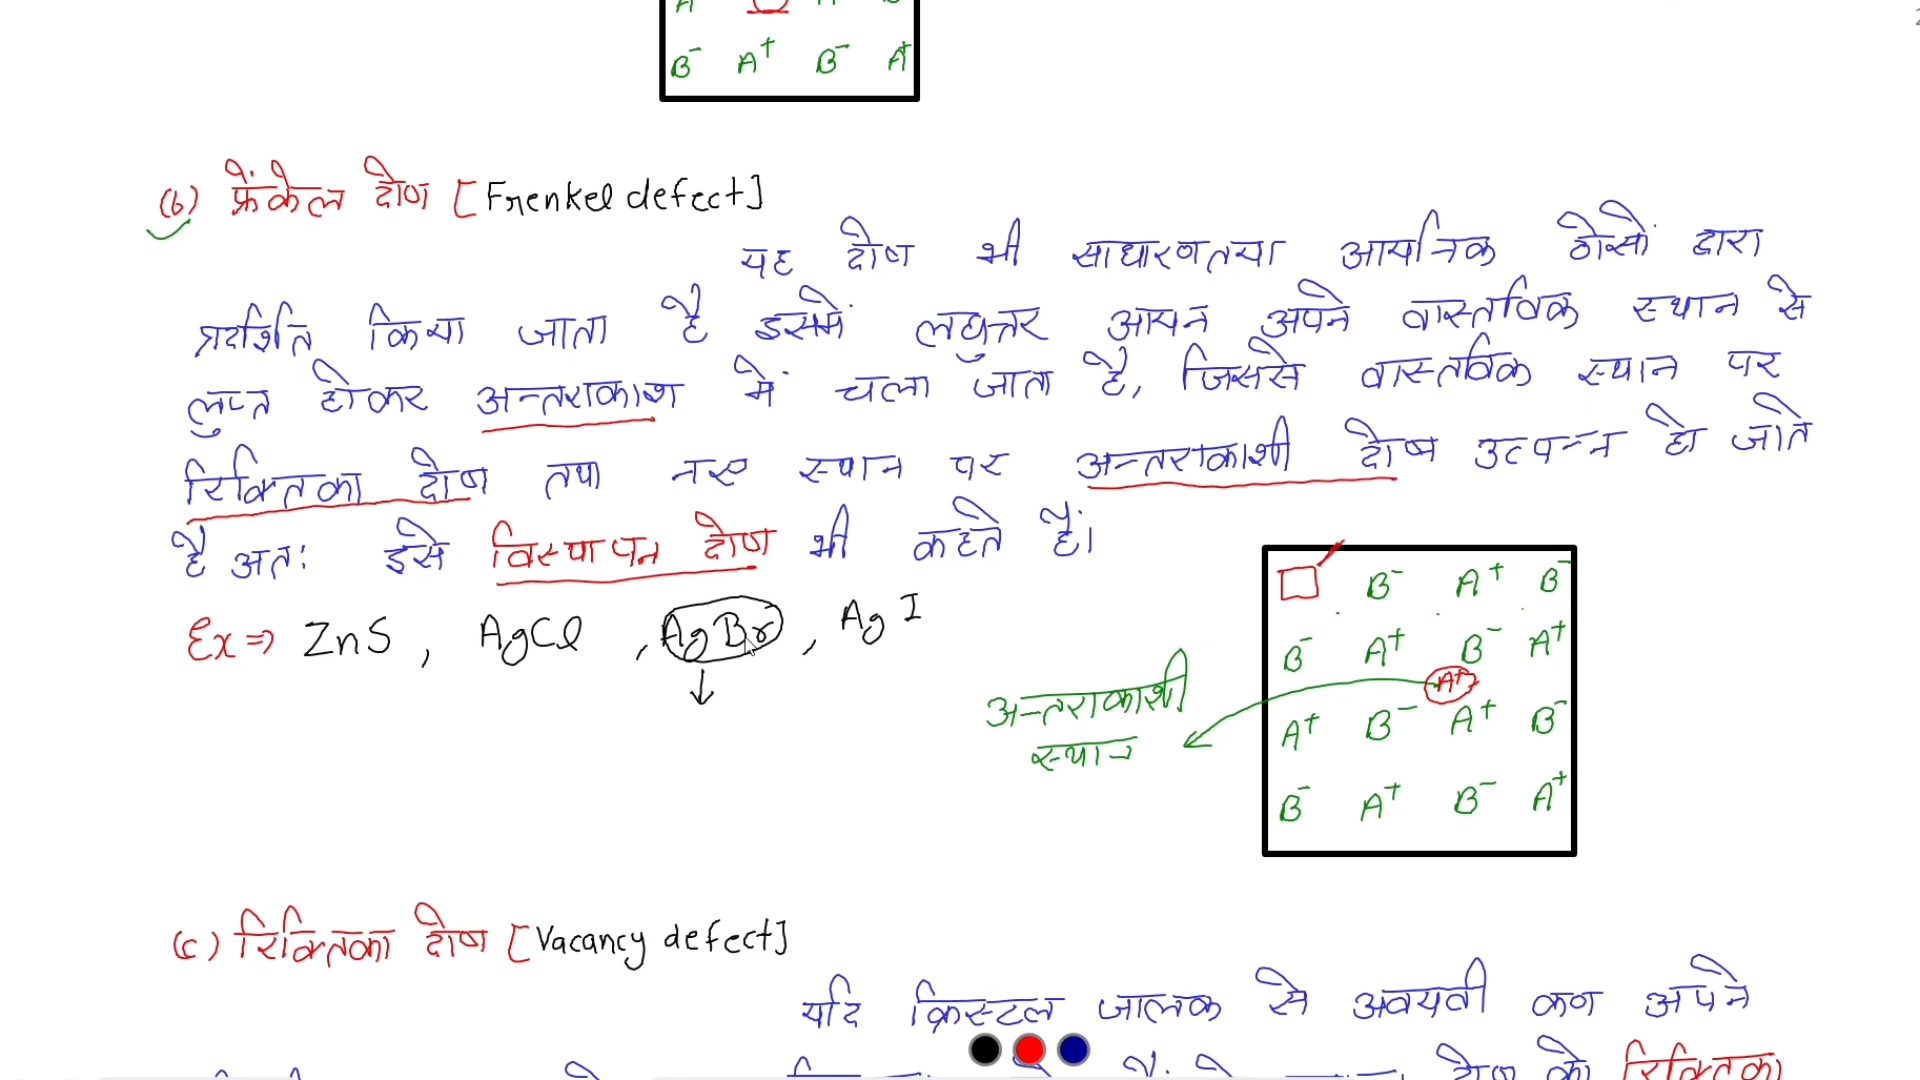 B⁻ A⁺ B⁻ A⁺
(b) फ्रेंकेल दोष [Frenkel defect]
यह दोष भी साधारणतया आयनिक ठोसों द्वारा
प्रदर्शित किया जाता है इसमें लघुत्तर आयन अपने वास्तविक स्थान से
लुप्त होकर अन्तराकाश में चला जाता है, जिससे वास्तविक स्थान पर
रिक्तिका दोष तथा नए स्थान पर अन्तराकाशी दोष उत्पन्न हो जाते
है अतः इसे विस्थापन दोष भी कहते हैं।
Ex⇒ ZnS, AgCl, AgBr, AgI
↓
B⁻ A⁺ B⁻
B⁻ A⁺ B⁻ A⁺
A⁺
A⁺ B⁻ A⁺ B⁻
B⁻ A⁺ B⁻ A⁺
अन्तराकाशी
स्थान
(c) रिक्तिका दोष [Vacancy defect]
यदि क्रिस्टल जालक से अवयवी कण अपने
दोष को रिक्तिका